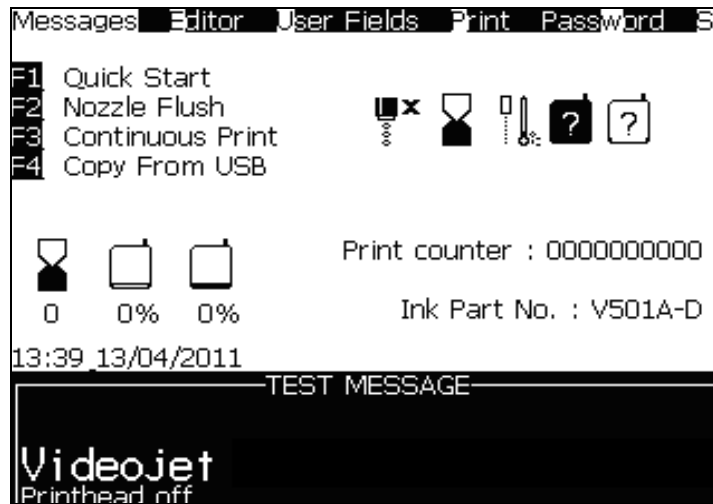 Messages Editor User Fields Print Password S
F1 Quick Start
F2 Nozzle Flush
F3 Continuous Print
F4 Copy From USB
? ?
Print counter : 0000000000
0 0% 0%
Ink Part No. : V501A-D
13:39 13/04/2011
TEST MESSAGE
Videojet
Printhead off